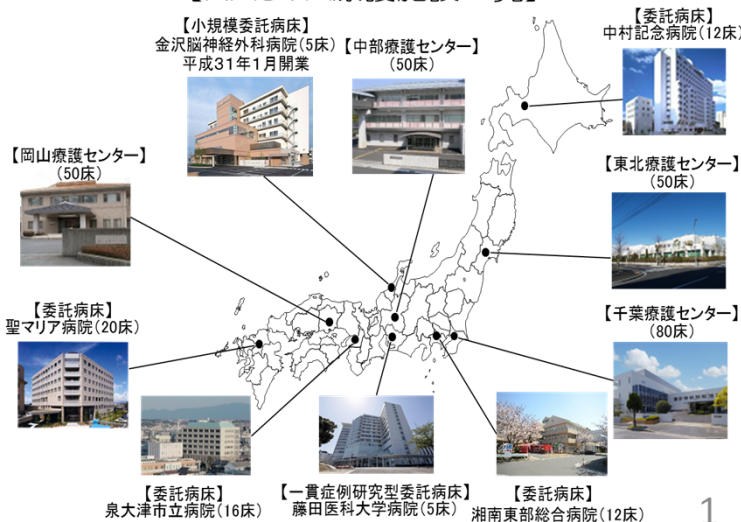 【小規模委託病床】
金沢脳神経外科病院(5床)
平成31年1月開業
【中部療護センター】
(50床)
【委託病床】
中村記念病院(12床)
【岡山療護センター】
(50床)
【東北療護センター】
(50床)
【委託病床】
聖マリア病院(20床)
【千葉療護センター】
(80床)
【委託病床】
泉大津市立病院(16床)
【一貫症例研究型委託病床】
藤田医科大学病院(5床)
【委託病床】
湘南東部総合病院(12床)
1